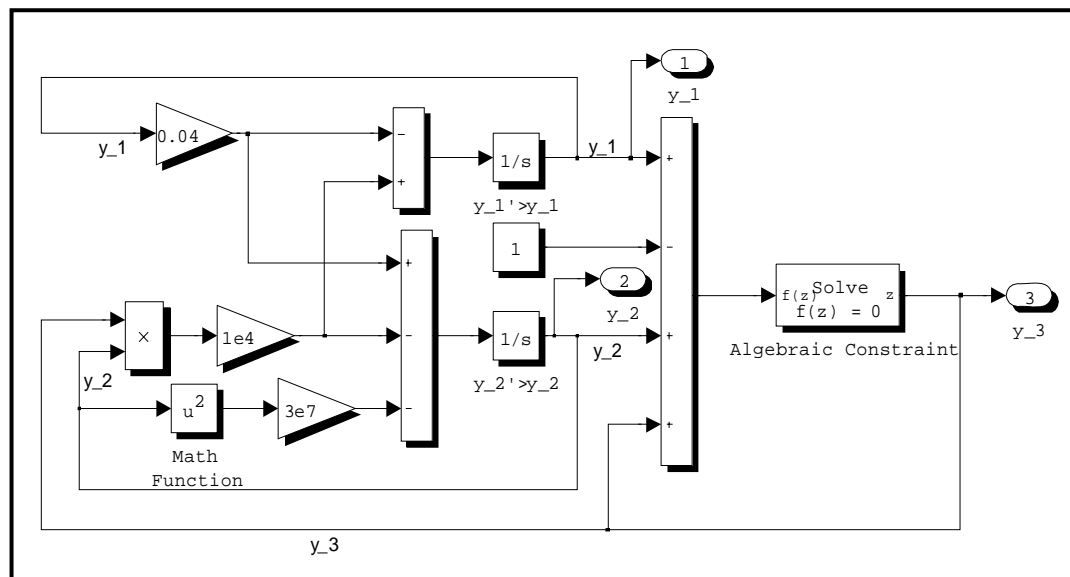 1
y_1
0.04
y_1
−
+
1/s
y_1'>y_1
y_1
+
1
−
+
2
y_2
Solve
f(z)
z
f(z) = 0
Algebraic Constraint
3
y_3
×
1e4
−
1/s
y_2'>y_2
y_2
+
y_2
u²
Math
Function
3e7
−
+
y_3